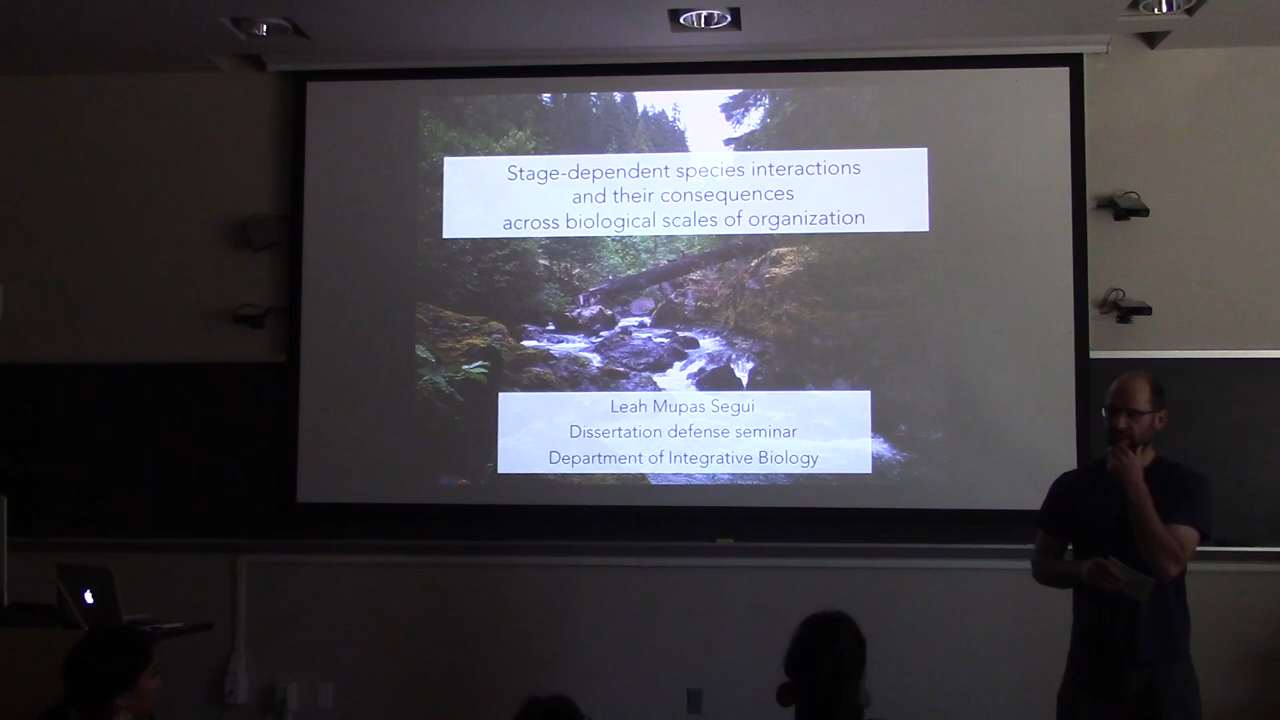 Stage-dependent species interactions
and their consequences
across biological scales of organization
Leah Mupas Segui
Dissertation defense seminar
Department of Integrative Biology